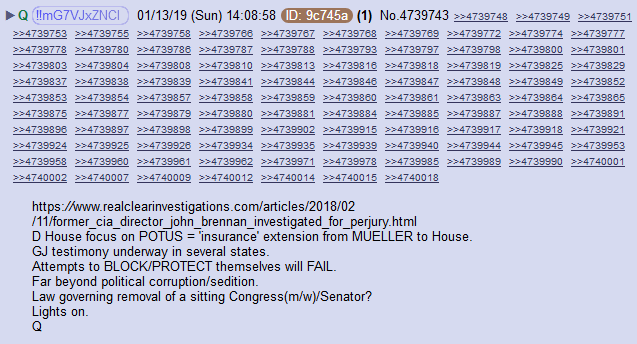 ▶ Q !!mG7VJxZNCI 01/13/19 (Sun) 14:08:58 ID: 9c745a (1) No.4739743 >>4739748 >>4739749 >>4739751
>>4739753 >>4739755 >>4739758 >>4739766 >>4739767 >>4739768 >>4739769 >>4739772 >>4739774 >>4739777
>>4739778 >>4739780 >>4739786 >>4739787 >>4739788 >>4739793 >>4739797 >>4739798 >>4739800 >>4739801
>>4739803 >>4739804 >>4739808 >>4739810 >>4739813 >>4739816 >>4739818 >>4739819 >>4739825 >>4739829
>>4739837 >>4739838 >>4739839 >>4739841 >>4739844 >>4739846 >>4739847 >>4739848 >>4739849 >>4739852
>>4739853 >>4739854 >>4739857 >>4739858 >>4739859 >>4739860 >>4739861 >>4739863 >>4739864 >>4739865
>>4739875 >>4739877 >>4739879 >>4739880 >>4739881 >>4739884 >>4739885 >>4739887 >>4739888 >>4739891
>>4739896 >>4739897 >>4739898 >>4739899 >>4739902 >>4739915 >>4739916 >>4739917 >>4739918 >>4739921
>>4739924 >>4739925 >>4739926 >>4739934 >>4739935 >>4739939 >>4739940 >>4739944 >>4739945 >>4739953
>>4739958 >>4739960 >>4739961 >>4739962 >>4739971 >>4739978 >>4739985 >>4739989 >>4739990 >>4740001
>>4740002 >>4740007 >>4740009 >>4740012 >>4740014 >>4740015 >>4740018
https://www.realclearinvestigations.com/articles/2018/02
/11/former_cia_director_john_brennan_investigated_for_perjury.html
D House focus on POTUS = 'insurance' extension from MUELLER to House.
GJ testimony underway in several states.
Attempts to BLOCK/PROTECT themselves will FAIL.
Far beyond political corruption/sedition.
Law governing removal of a sitting Congress(m/w)/Senator?
Lights on.
Q